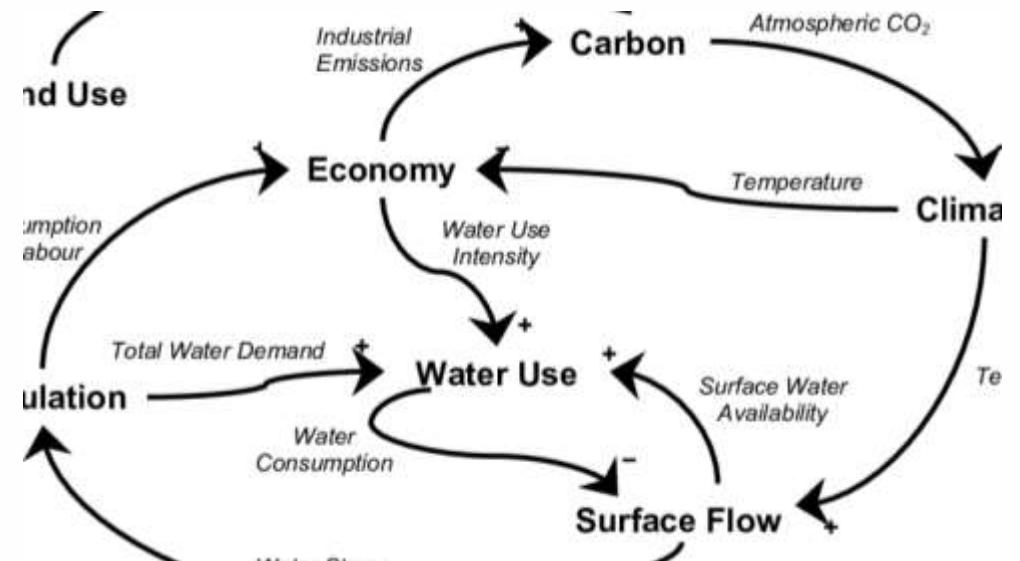 Industrial
Emissions
Carbon
Atmospheric CO₂
nd Use
+
+
−
Economy
Temperature
Clima
umption
abour
Water Use
Intensity
+
Total Water Demand
+
+
Water Use
Surface Water
Availability
Te
ulation
Water
Consumption
−
Surface Flow
+